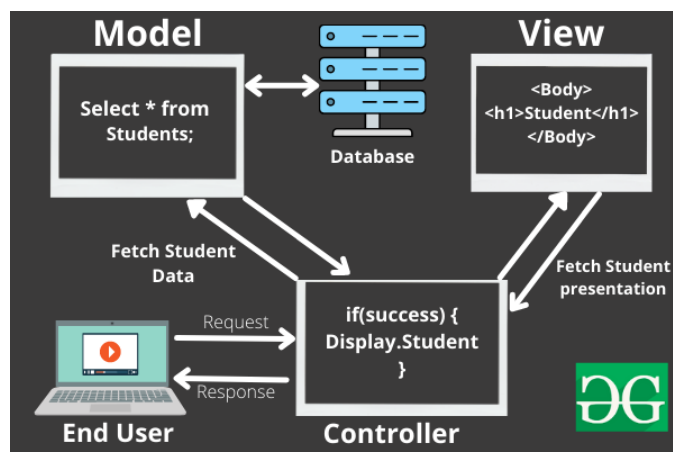 Model
View
Select * from
Students;
Database
<Body>
<h1>Student</h1>
</Body>
Fetch Student
Data
Fetch Student
presentation
Request
Response
if(success) {
Display.Student
}
End User
Controller